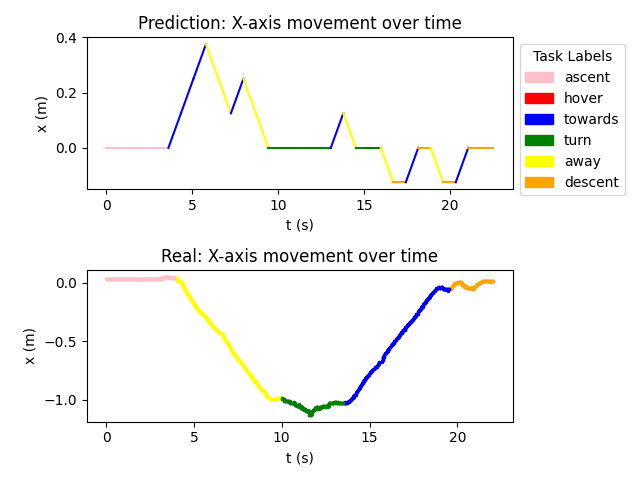 Prediction: X-axis movement over time
0.4
0.2
0.0
x (m)
0 5 10 15 20
t (s)
Task Labels
ascent
hover
towards
turn
away
descent
Real: X-axis movement over time
0.0
−0.5
−1.0
x (m)
0 5 10 15 20
t (s)